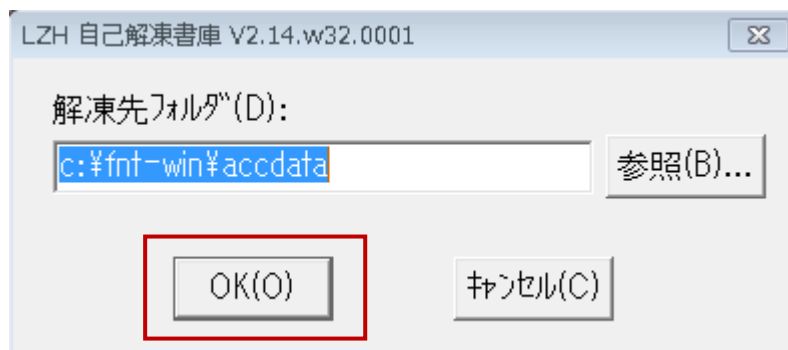 LZH 自己解凍書庫 V2.14.w32.0001
解凍先ﾌｫﾙﾀﾞ(D):
c:¥fnt-win¥accdata
参照(B)...
OK(O)
ｷｬﾝｾﾙ(C)